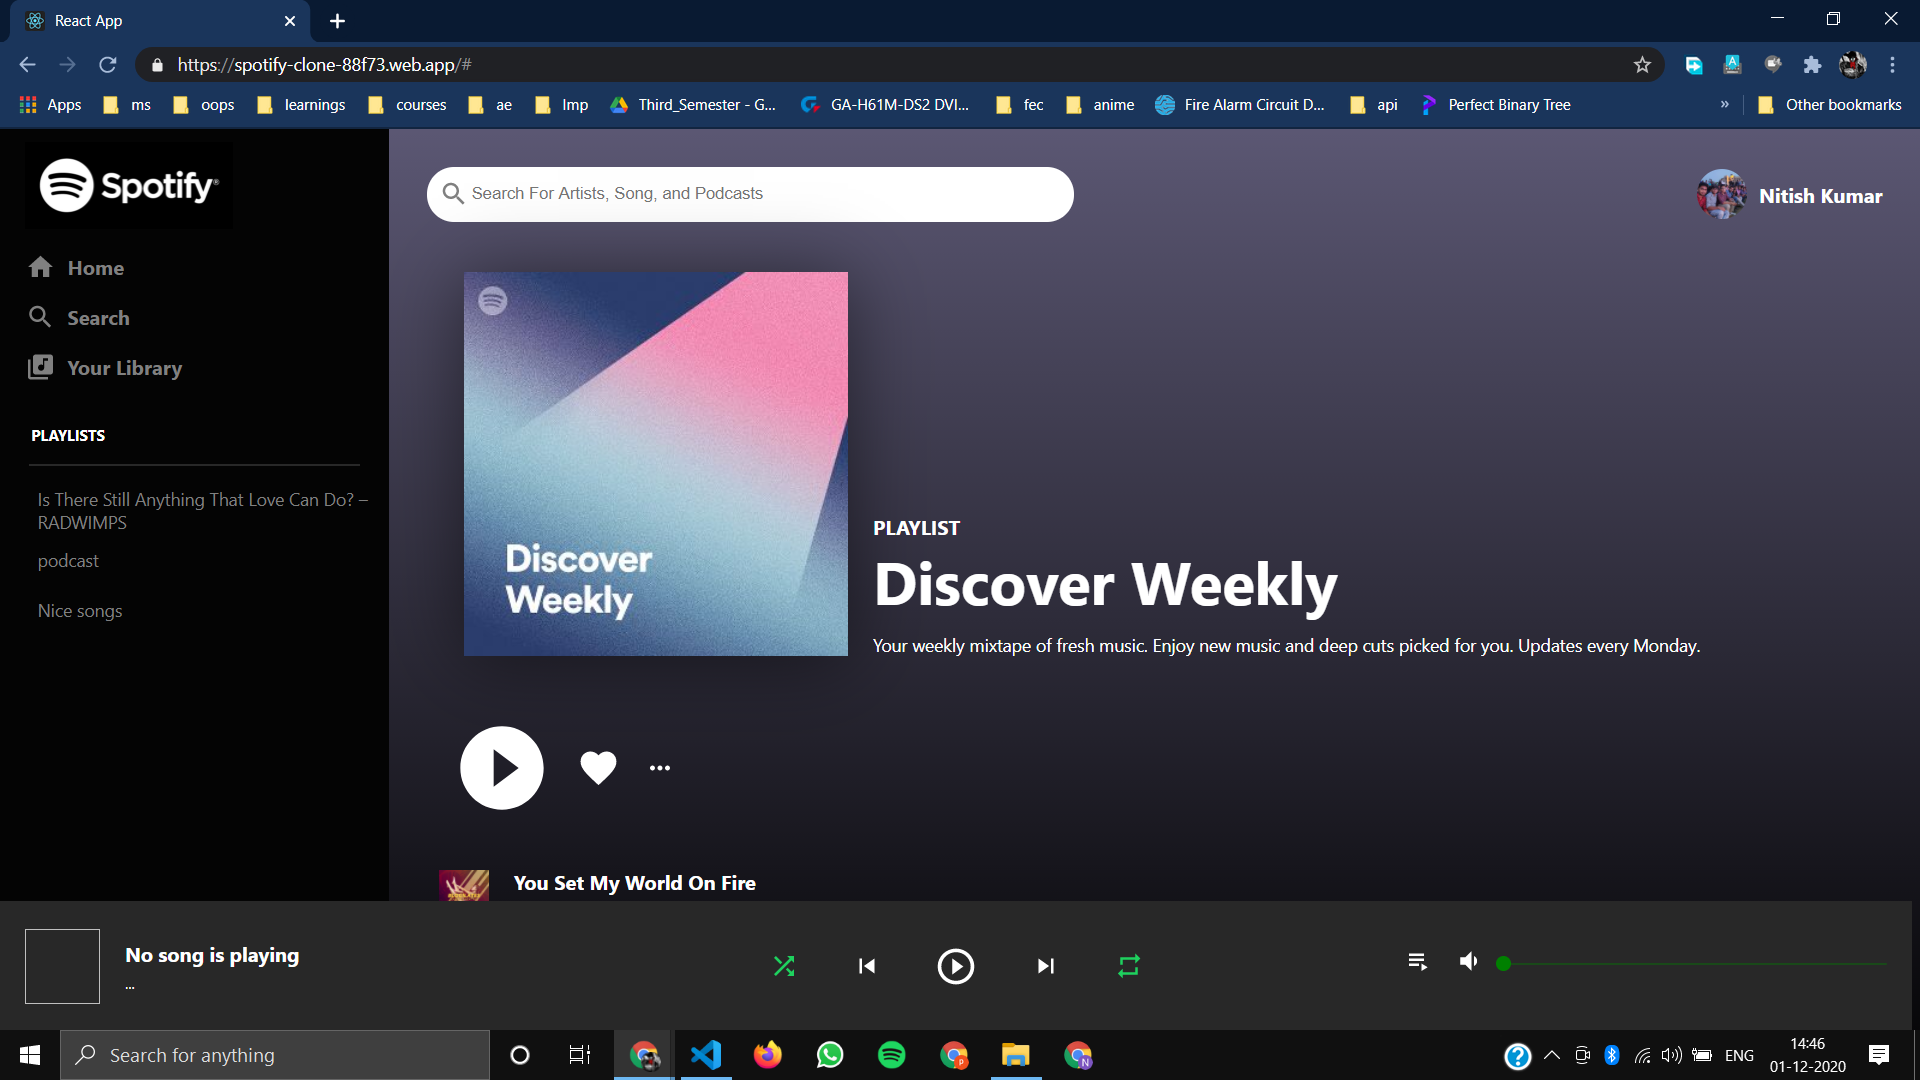 React App
https://spotify-clone-88f73.web.app/#
Apps ms oops learnings courses ae Imp Third_Semester - G... GA-H61M-DS2 DVI... fec anime Fire Alarm Circuit D... api Perfect Binary Tree » Other bookmarks
Spotify®
Home
Search
Your Library
PLAYLISTS
Is There Still Anything That Love Can Do? –
RADWIMPS
podcast
Nice songs
Search For Artists, Song, and Podcasts
Nitish Kumar
Discover
Weekly
PLAYLIST
Discover Weekly
Your weekly mixtape of fresh music. Enjoy new music and deep cuts picked for you. Updates every Monday.
You Set My World On Fire
No song is playing
...
Search for anything
ENG
14:46
01-12-2020